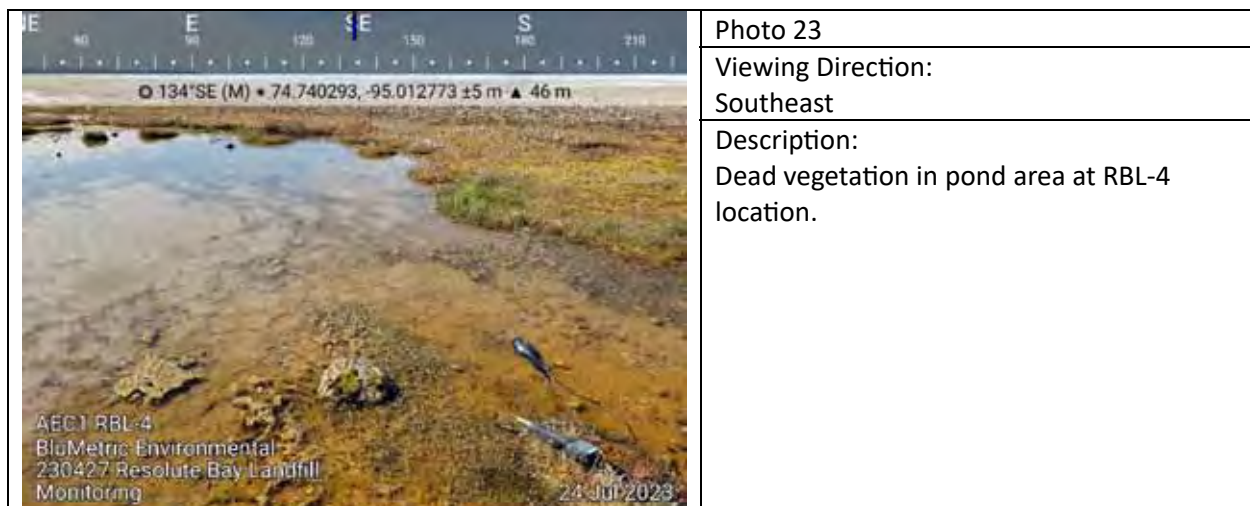 NE E SE S
60 90 120 150 180 210
134°SE (M) • 74.740293, -95.012773 ±5 m ▲ 46 m
AEC1 RBL-4
BluMetric Environmental
230427 Resolute Bay Landfill
Monitoring
24 Jul 2023
Photo 23
Viewing Direction:
Southeast
Description:
Dead vegetation in pond area at RBL-4
location.